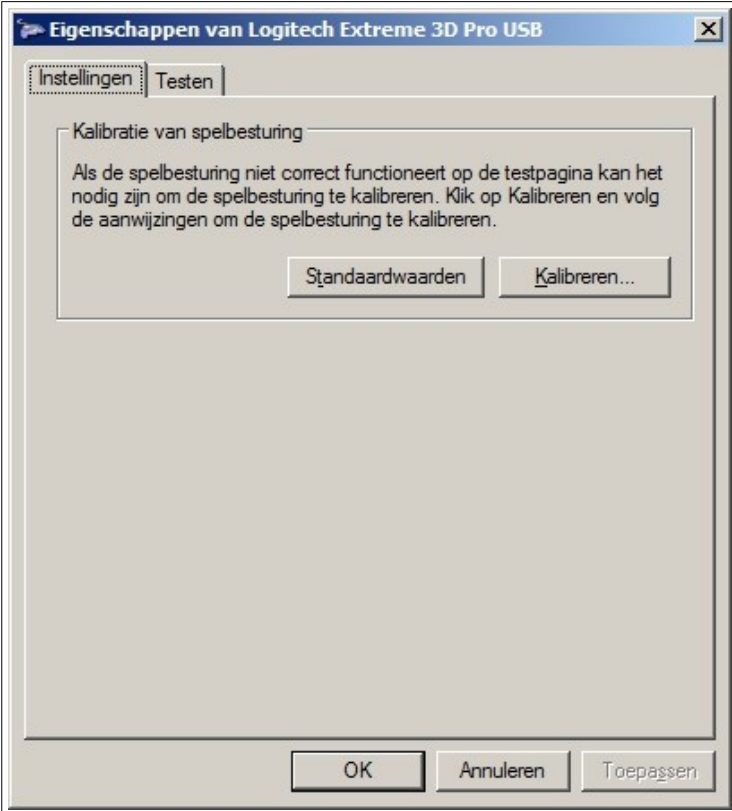 Eigenschappen van Logitech Extreme 3D Pro USB
Instellingen
Testen
Kalibratie van spelbesturing
Als de spelbesturing niet correct functioneert op de testpagina kan het
nodig zijn om de spelbesturing te kalibreren. Klik op Kalibreren en volg
de aanwijzingen om de spelbesturing te kalibreren.
Standaardwaarden
Kalibreren...
OK
Annuleren
Toepassen